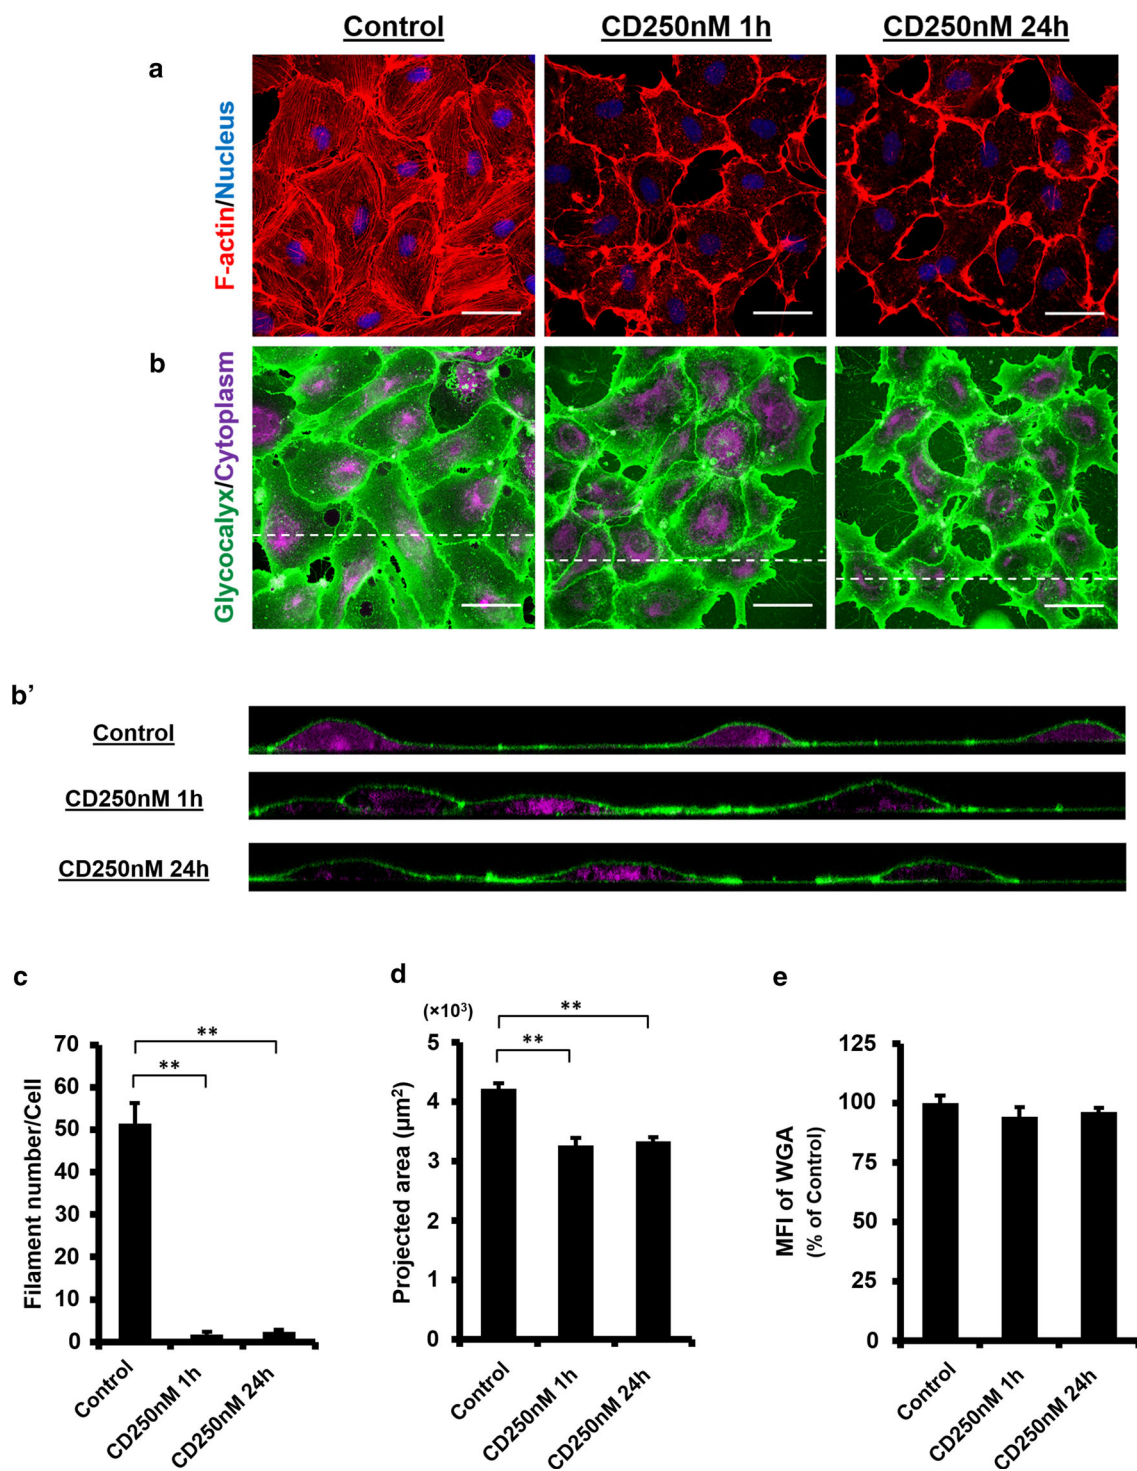 Control CD250nM 1h CD250nM 24h
a
F-actin/Nucleus
b
Glycocalyx/Cytoplasm
b’
Control
CD250nM 1h
CD250nM 24h
c
Filament number/Cell
70
60
50
40
30
20
10
0
**
**
Control
CD250nM 1h
CD250nM 24h
d
(×10³)
Projected area (µm²)
5
4
3
2
1
0
**
**
Control
CD250nM 1h
CD250nM 24h
e
MFI of WGA
(% of Control)
125
100
75
50
25
0
Control
CD250nM 1h
CD250nM 24h